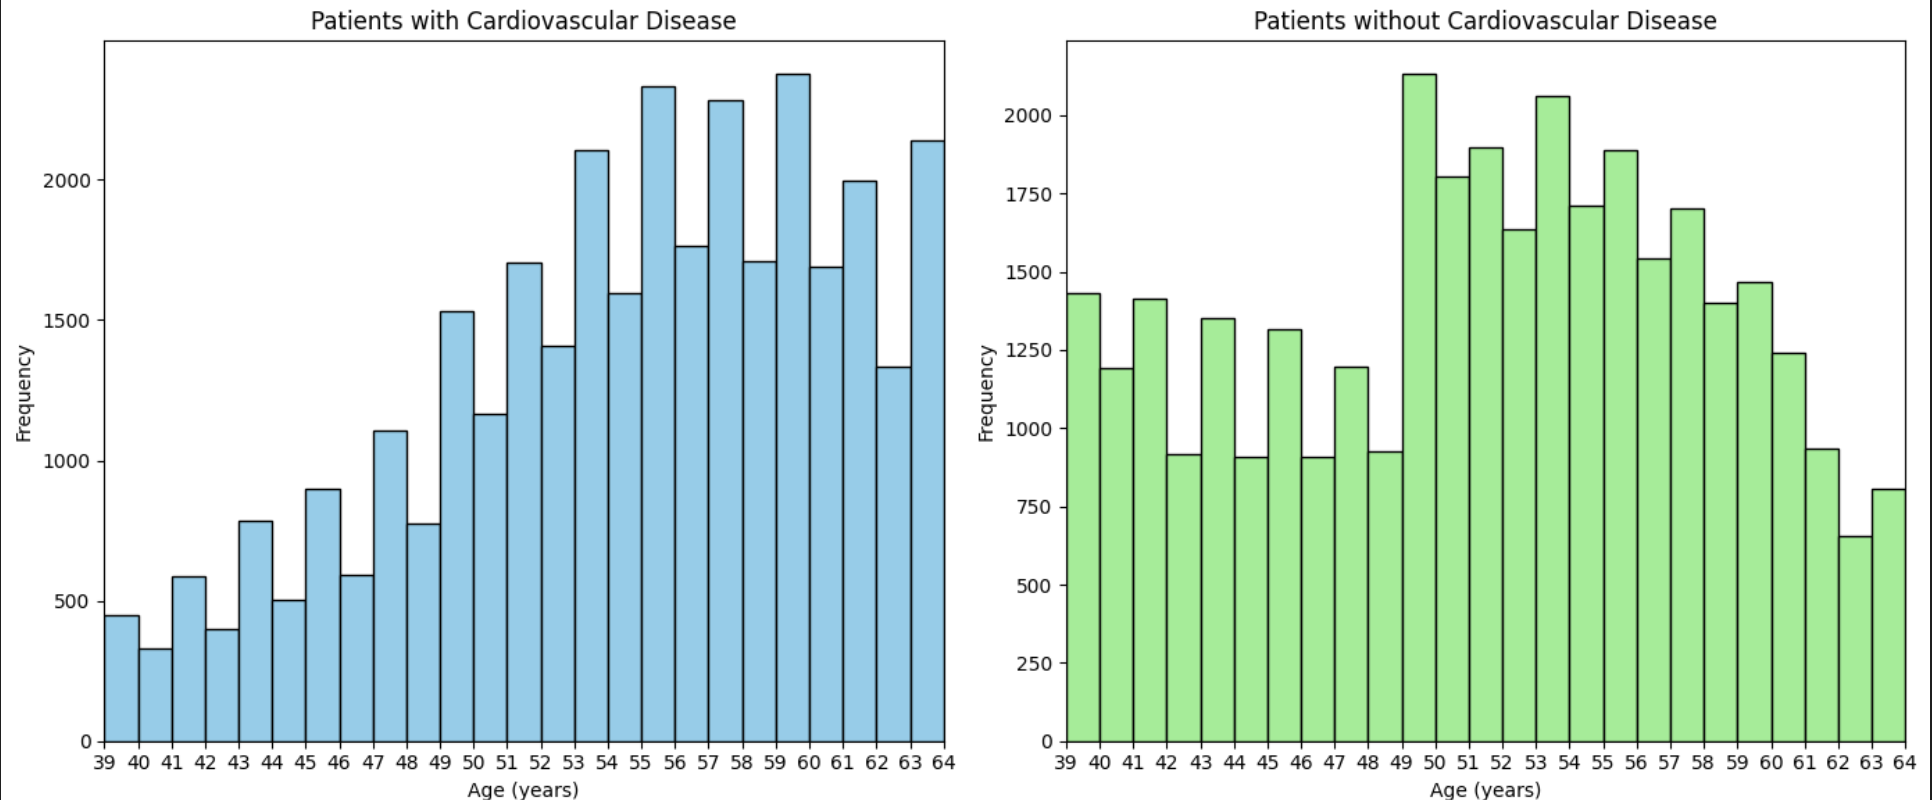 Patients with Cardiovascular Disease
Frequency
2000
1500
1000
500
0
39 40 41 42 43 44 45 46 47 48 49 50 51 52 53 54 55 56 57 58 59 60 61 62 63 64
Age (years)
Patients without Cardiovascular Disease
Frequency
2000
1750
1500
1250
1000
750
500
250
0
39 40 41 42 43 44 45 46 47 48 49 50 51 52 53 54 55 56 57 58 59 60 61 62 63 64
Age (years)